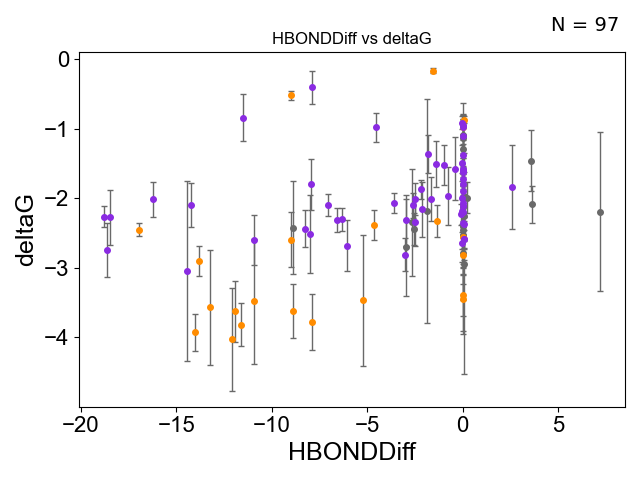 N = 97
HBONDDiff vs deltaG
deltaG
0
−1
−2
−3
−4
−20 −15 −10 −5 0 5
HBONDDiff